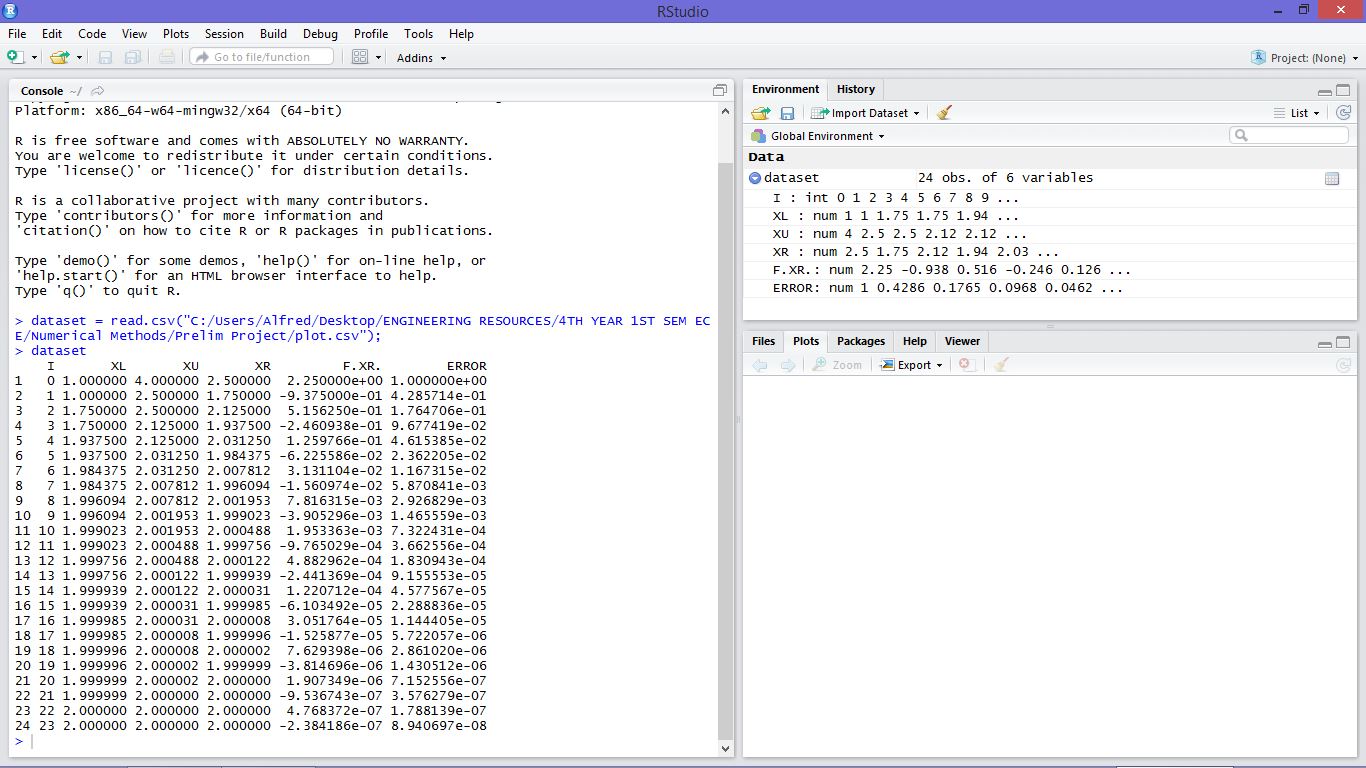 RStudio
File Edit Code View Plots Session Build Debug Profile Tools Help
Go to file/function Addins Project: (None)
Console ~/
Platform: x86_64-w64-mingw32/x64 (64-bit)
R is free software and comes with ABSOLUTELY NO WARRANTY.
You are welcome to redistribute it under certain conditions.
Type 'license()' or 'licence()' for distribution details.
R is a collaborative project with many contributors.
Type 'contributors()' for more information and
'citation()' on how to cite R or R packages in publications.
Type 'demo()' for some demos, 'help()' for on-line help, or
'help.start()' for an HTML browser interface to help.
Type 'q()' to quit R.
> dataset = read.csv("C:/Users/Alfred/Desktop/ENGINEERING RESOURCES/4TH YEAR 1ST SEM EC
E/Numerical Methods/Prelim Project/plot.csv");
> dataset
I XL XU XR F.XR. ERROR
1 0 1.000000 4.000000 2.500000 2.250000e+00 1.000000e+00
2 1 1.000000 2.500000 1.750000 -9.375000e-01 4.285714e-01
3 2 1.750000 2.500000 2.125000 5.156250e-01 1.764706e-01
4 3 1.750000 2.125000 1.937500 -2.460938e-01 9.677419e-02
5 4 1.937500 2.125000 2.031250 1.259766e-01 4.615385e-02
6 5 1.937500 2.031250 1.984375 -6.225586e-02 2.362205e-02
7 6 1.984375 2.031250 2.007812 3.131104e-02 1.167315e-02
8 7 1.984375 2.007812 1.996094 -1.560974e-02 5.870841e-03
9 8 1.996094 2.007812 2.001953 7.816315e-03 2.926829e-03
10 9 1.996094 2.001953 1.999023 -3.905296e-03 1.465559e-03
11 10 1.999023 2.001953 2.000488 1.953363e-03 7.322431e-04
12 11 1.999023 2.000488 1.999756 -9.765029e-04 3.662556e-04
13 12 1.999756 2.000488 2.000122 4.882962e-04 1.830943e-04
14 13 1.999756 2.000122 1.999939 -2.441369e-04 9.155553e-05
15 14 1.999939 2.000122 2.000031 1.220712e-04 4.577567e-05
16 15 1.999939 2.000031 1.999985 -6.103492e-05 2.288836e-05
17 16 1.999985 2.000031 2.000008 3.051764e-05 1.144405e-05
18 17 1.999985 2.000008 1.999996 -1.525877e-05 5.722057e-06
19 18 1.999996 2.000008 2.000002 7.629398e-06 2.861020e-06
20 19 1.999996 2.000002 1.999999 -3.814696e-06 1.430512e-06
21 20 1.999999 2.000002 2.000000 1.907349e-06 7.152556e-07
22 21 1.999999 2.000000 2.000000 -9.536743e-07 3.576279e-07
23 22 2.000000 2.000000 2.000000 4.768372e-07 1.788139e-07
24 23 2.000000 2.000000 2.000000 -2.384186e-07 8.940697e-08
>
Environment History
Import Dataset List
Global Environment
Data
dataset 24 obs. of 6 variables
I : int 0 1 2 3 4 5 6 7 8 9 ...
XL : num 1 1 1.75 1.75 1.94 ...
XU : num 4 2.5 2.5 2.12 2.12 ...
XR : num 2.5 1.75 2.12 1.94 2.03 ...
F.XR.: num 2.25 -0.938 0.516 -0.246 0.126 ...
ERROR: num 1 0.4286 0.1765 0.0968 0.0462 ...
Files Plots Packages Help Viewer
Zoom Export